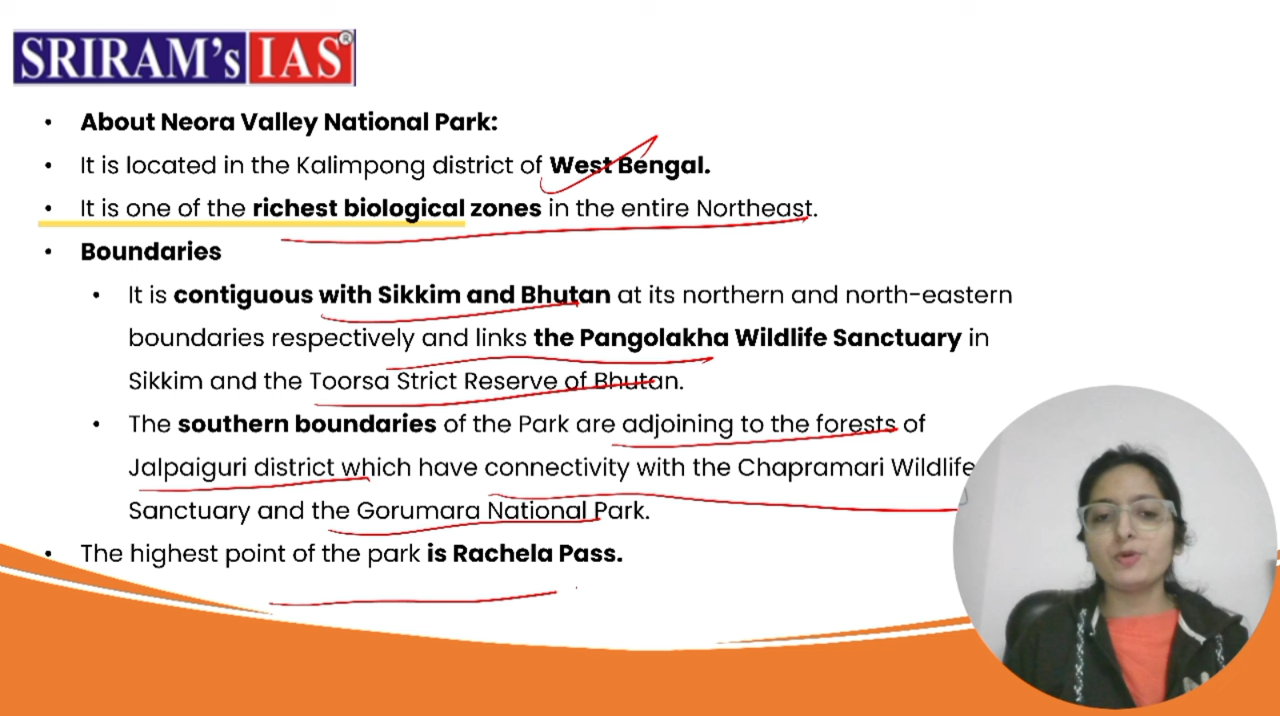 SRIRAM's IAS®
• About Neora Valley National Park:
• It is located in the Kalimpong district of West Bengal.
• It is one of the richest biological zones in the entire Northeast.
• Boundaries
• It is contiguous with Sikkim and Bhutan at its northern and north-eastern
boundaries respectively and links the Pangolakha Wildlife Sanctuary in
Sikkim and the Toorsa Strict Reserve of Bhutan.
• The southern boundaries of the Park are adjoining to the forests of
Jalpaiguri district which have connectivity with the Chapramari Wildlife
Sanctuary and the Gorumara National Park.
• The highest point of the park is Rachela Pass.